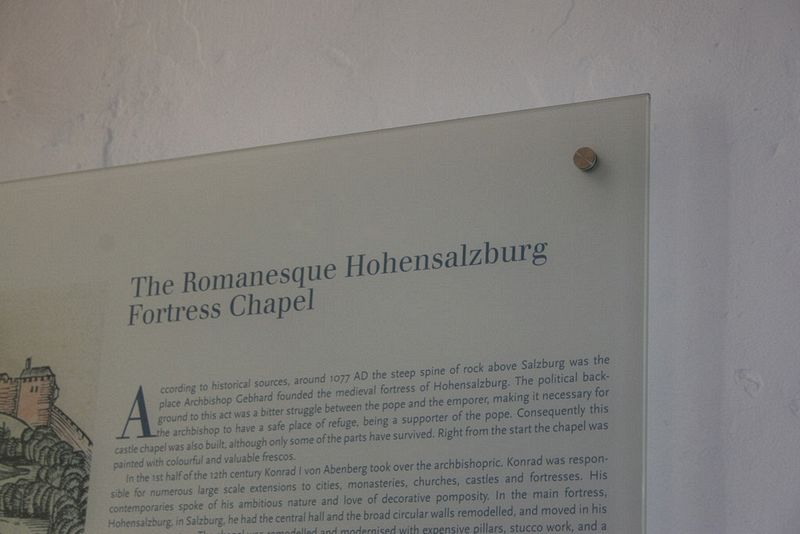 The Romanesque Hohensalzburg
Fortress Chapel
According to historical sources, around 1077 AD the steep spine of rock above Salzburg was the
place Archbishop Gebhard founded the medieval fortress of Hohensalzburg. The political back-
ground to this act was a bitter struggle between the pope and the emporer, making it necessary for
the archbishop to have a safe place of refuge, being a supporter of the pope. Consequently this
castle chapel was also built, although only some of the parts have survived. Right from the start the chapel was
painted with colourful and valuable frescos.
In the 1st half of the 12th century Konrad I von Abenberg took over the archbishopric. Konrad was respon-
sible for numerous large scale extensions to cities, monasteries, churches, castles and fortresses. His
contemporaries spoke of his ambitious nature and love of decorative pomposity. In the main fortress,
Hohensalzburg, in Salzburg, he had the central hall and the broad circular walls remodelled, and moved in his
The chapel was remodelled and modernised with expensive pillars, stucco work, and a